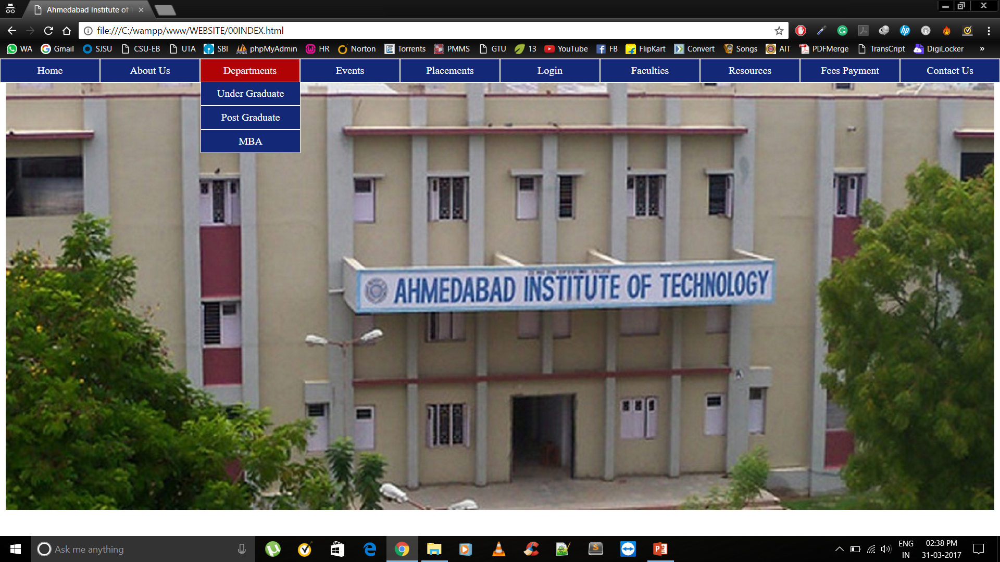 Ahmedabad Institute of T
file:///C:/wampp/www/WEBSITE/00INDEX.html
WA Gmail SJSU CSU-EB UTA SBI phpMyAdmin HR Norton Torrents PMMS GTU 13 YouTube FB FlipKart Convert Songs AIT PDFMerge TransCript DigiLocker »
Home About Us Departments Events Placements Login Faculties Resources Fees Payment Contact Us
Under Graduate
Post Graduate
MBA
AHMEDABAD INSTITUTE OF TECHNOLOGY
Ask me anything
ENG 02:38 PM
IN 31-03-2017